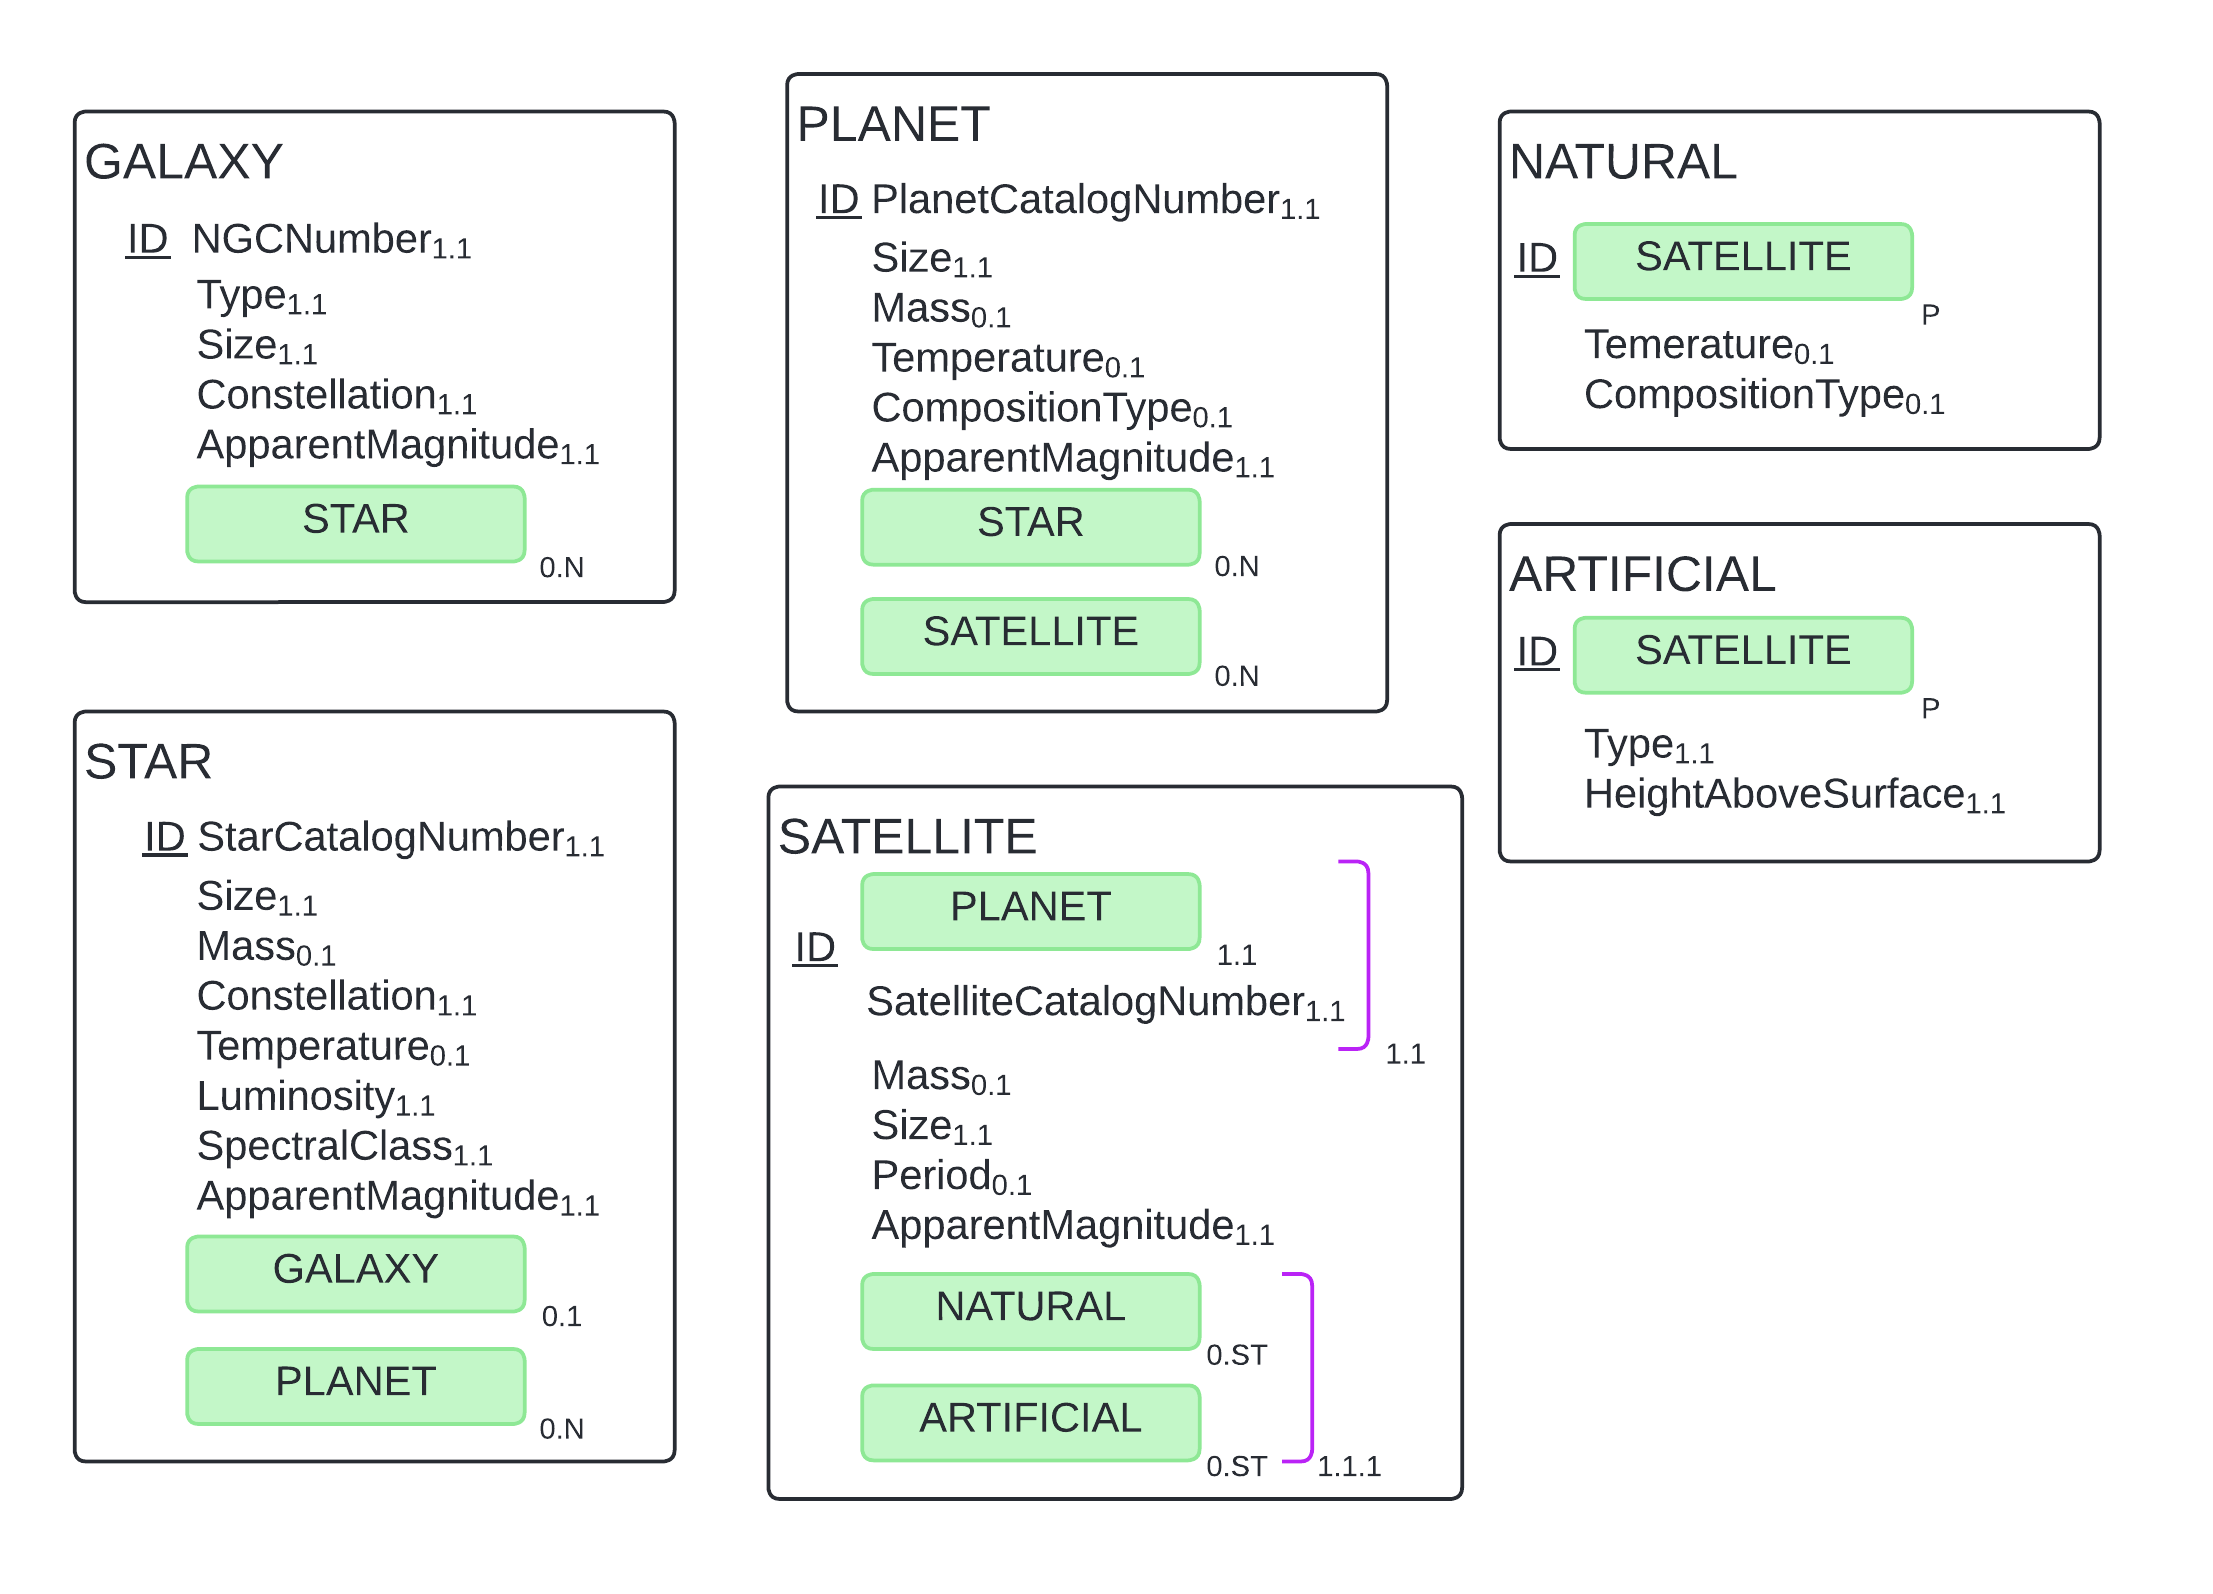 GALAXY
ID NGCNumber1.1
Type1.1
Size1.1
Constellation1.1
ApparentMagnitude1.1
STAR
0.N
STAR
ID StarCatalogNumber1.1
Size1.1
Mass0.1
Constellation1.1
Temperature0.1
Luminosity1.1
SpectralClass1.1
ApparentMagnitude1.1
GALAXY
0.1
PLANET
0.N
PLANET
ID PlanetCatalogNumber1.1
Size1.1
Mass0.1
Temperature0.1
CompositionType0.1
ApparentMagnitude1.1
STAR
0.N
SATELLITE
0.N
SATELLITE
PLANET
ID
1.1
SatelliteCatalogNumber1.1
1.1
Mass0.1
Size1.1
Period0.1
ApparentMagnitude1.1
NATURAL
0.ST
ARTIFICIAL
0.ST 1.1.1
NATURAL
ID SATELLITE
P
Temerature0.1
CompositionType0.1
ARTIFICIAL
ID SATELLITE
P
Type1.1
HeightAboveSurface1.1